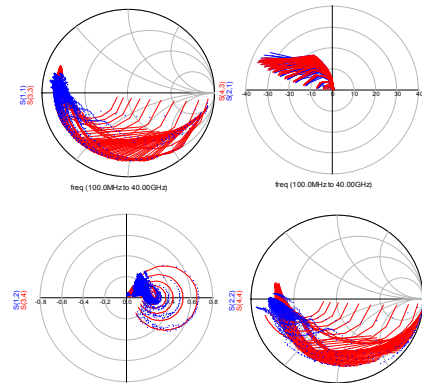 S(1,1)
S(3,3)
freq (100.0MHz to 40.00GHz)
S(4,3)
S(2,1)
-40 -30 -20 -10 0 10 20 30 40
freq (100.0MHz to 40.00GHz)
S(1,2)
S(3,4)
-0.8 -0.6 -0.4 -0.2 0.0 0.2 0.4 0.6 0.8
S(2,2)
S(4,4)